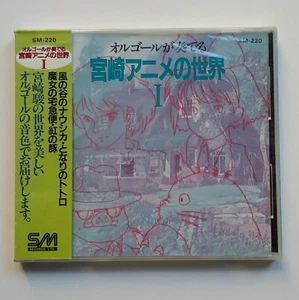 SM-220
オルゴールが奏でる
宮崎アニメの世界
I
風の谷のナウシカ・となりのトトロ
魔女の宅急便・紅の豚
宮崎駿の世界を美しい
オルゴールの音色でお届けします。
SM
RECORDS LTD
オルゴールが奏でる
SM-220
宮崎アニメの世界
I